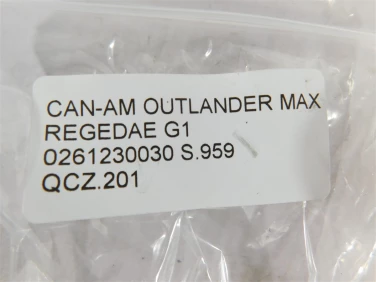 CAN-AM OUTLANDER MAX
REGEDAE G1
0261230030 S.959
QCZ.201